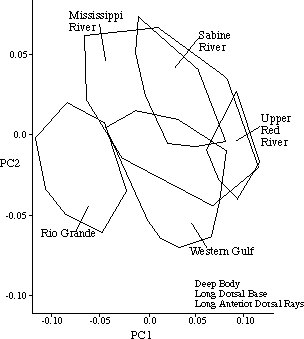 Mississippi
River
Sabine
River
0.05
Upper
Red
River
0.0
PC2
-0.05
Rio Grande
Western Gulf
Deep Body
Long Dorsal Base
Long Anterior Dorsal Rays
-0.10
-0.10
-0.05
0.0
0.05
0.10
PC1